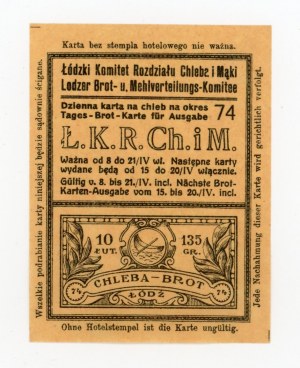 Karta bez stempla hotelowego nie ważna.
Wszelkie podrabianie karty niniejszej będzie sądownie ścigane.
Łódzki Komitet Rozdziału Chleba i Mąki
Lodzer Brot- u. Mehlverteilungs-Komitee
Dzienna karta na chleb na okres
Tages-Brot-Karte für Ausgabe 74
Ł.K.R.Ch.i M.
Ważna od 8 do 21/IV wł. Następne karty
wydane będą od 15 do 20/IV włącznie.
Gültig v. 8. bis 21./IV. incl. Nächste Brot-
Karten-Ausgabe vom 15. bis 20./IV. incl.
10 ŁUT.
135 GR.
CHLEBA-BROT
74 ŁÓDŹ 74
Jede Nachahmung dieser Karte wird gerichtlich verfolgt.
Ohne Hotelstempel ist die Karte ungültig.